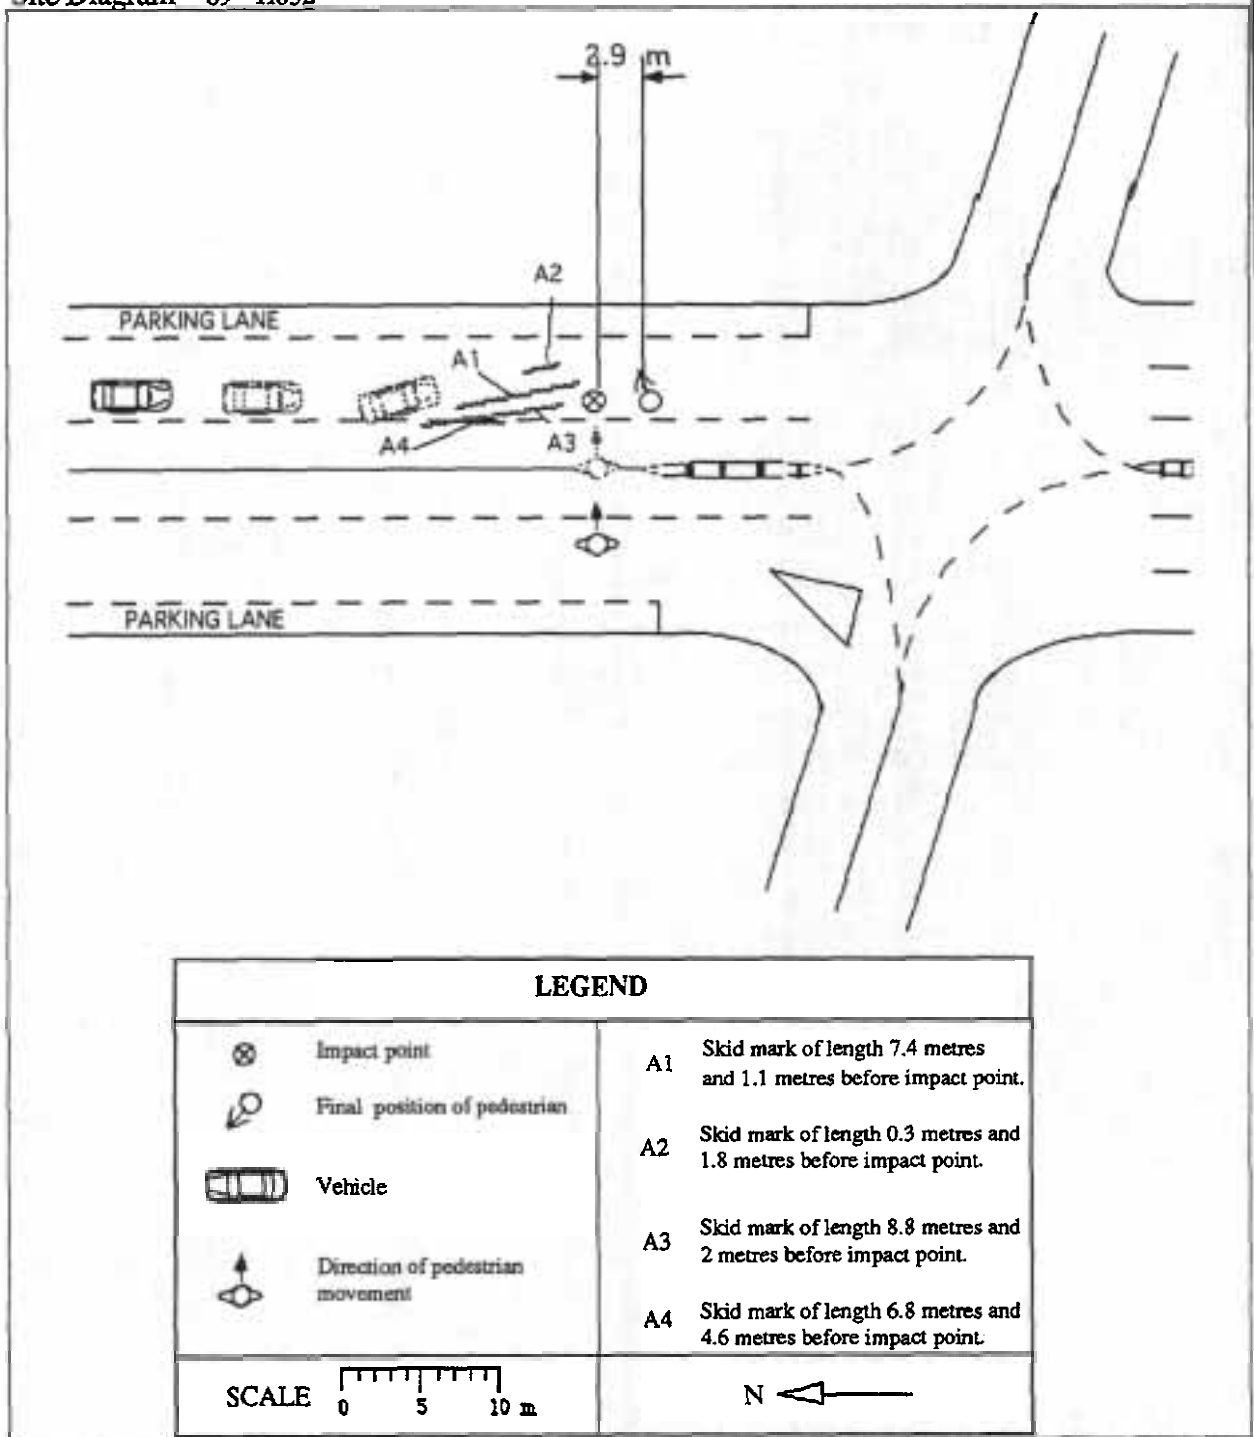 Site Diagram
2.9 m
A2
PARKING LANE
A1
A4
A3
PARKING LANE
LEGEND
Impact point
Final position of pedestrian
Vehicle
Direction of pedestrian
movement
A1 Skid mark of length 7.4 metres
and 1.1 metres before impact point.
A2 Skid mark of length 0.3 metres and
1.8 metres before impact point.
A3 Skid mark of length 8.8 metres and
2 metres before impact point.
A4 Skid mark of length 6.8 metres and
4.6 metres before impact point.
SCALE
0 5 10 m
N